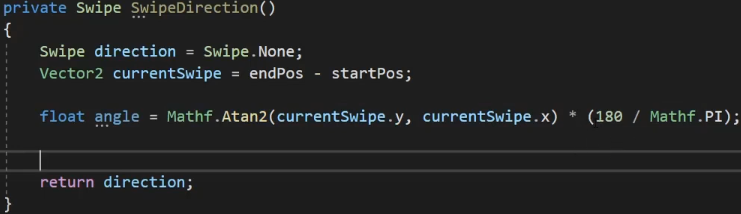 private Swipe SwipeDirection()
{
Swipe direction = Swipe.None;
Vector2 currentSwipe = endPos - startPos;
float angle = Mathf.Atan2(currentSwipe.y, currentSwipe.x) * (180 / Mathf.PI);
return direction;
}